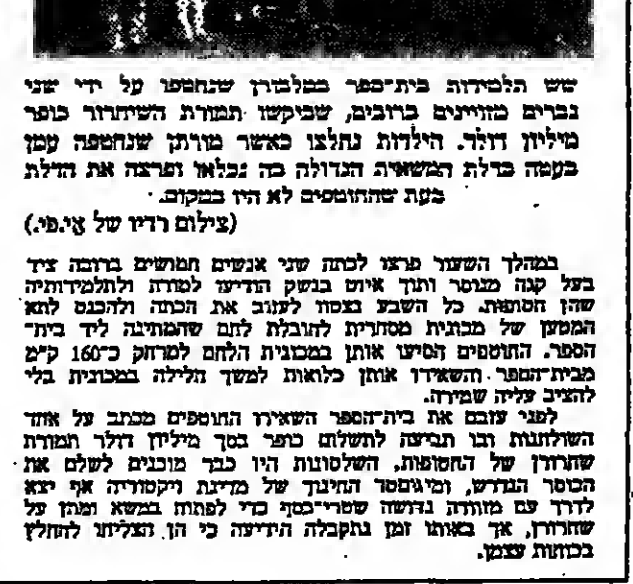 שש תלמידות בית־ספר במלבורן שנחטפו על ידי שני
גברים מזויינים ברובים, שביקשו תמורת השיחרור כופר
מיליון דולר. הילדות נחלצו כאשר מורתן שנחטפה עמן
בעטה בדלת המשאית הגדולה בה נכלאו ופרצה את הדלת
בעת שהחוטפים לא היו במקום.
(צילום רדיו של אי.פי.)
במהלך השעור פרצו לכתה שני אנשים חמושים ברובה ציד
בעל קנה מנוסר ותוך איום בנשק הודיעו למורה ולתלמידותיה
שהן חטופות. כל השבע נצטוו לעזוב את הכתה ולהכנס לתא
המטען של מכונית מסחרית להובלת לחם שהמתינה ליד בית־
הספר. החוטפים הסיעו אותן במכונית הלחם למרחק כ־160 ק״מ
מבית־הספר והשאירו אותן כלואות למשך הלילה במכונית בלי
להציב עליה שמירה.
לפני עזבם את בית־הספר השאירו החוטפים מכתב על אחד
השולחנות ובו תביעה לתשלום כופר בסך מיליון דולר תמורת
שחרורן של החטופות. השלטונות היו כבר מוכנים לשלם את
הכופר הנדרש, ומיניסטר החינוך של מדינת ויקטוריה אף יצא
לדרך עם מזוודה גדושה שטרי־כסף כדי לפתוח במשא ומתן על
שחרורן, אך באותו זמן נתקבלה הידיעה כי הן הצליחו להחלץ
בכוחות עצמן.